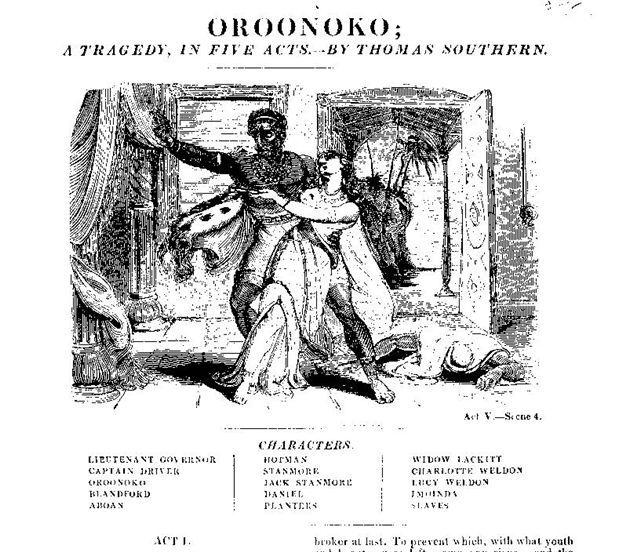 OROONOKO;
A TRAGEDY, IN FIVE ACTS.—BY THOMAS SOUTHERN.
Act V.—Scene 4.
CHARACTERS.
LIEUTENANT GOVERNOR
CAPTAIN DRIVER
OROONOKO
BLANDFORD
ABOAN
HOTMAN
STANMORE
JACK STANMORE
DANIEL
PLANTERS
WIDOW LACKITT
CHARLOTTE WELDON
LUCY WELDON
IMOINDA
SLAVES
ACT I.
broker at last. To prevent which, with what youth